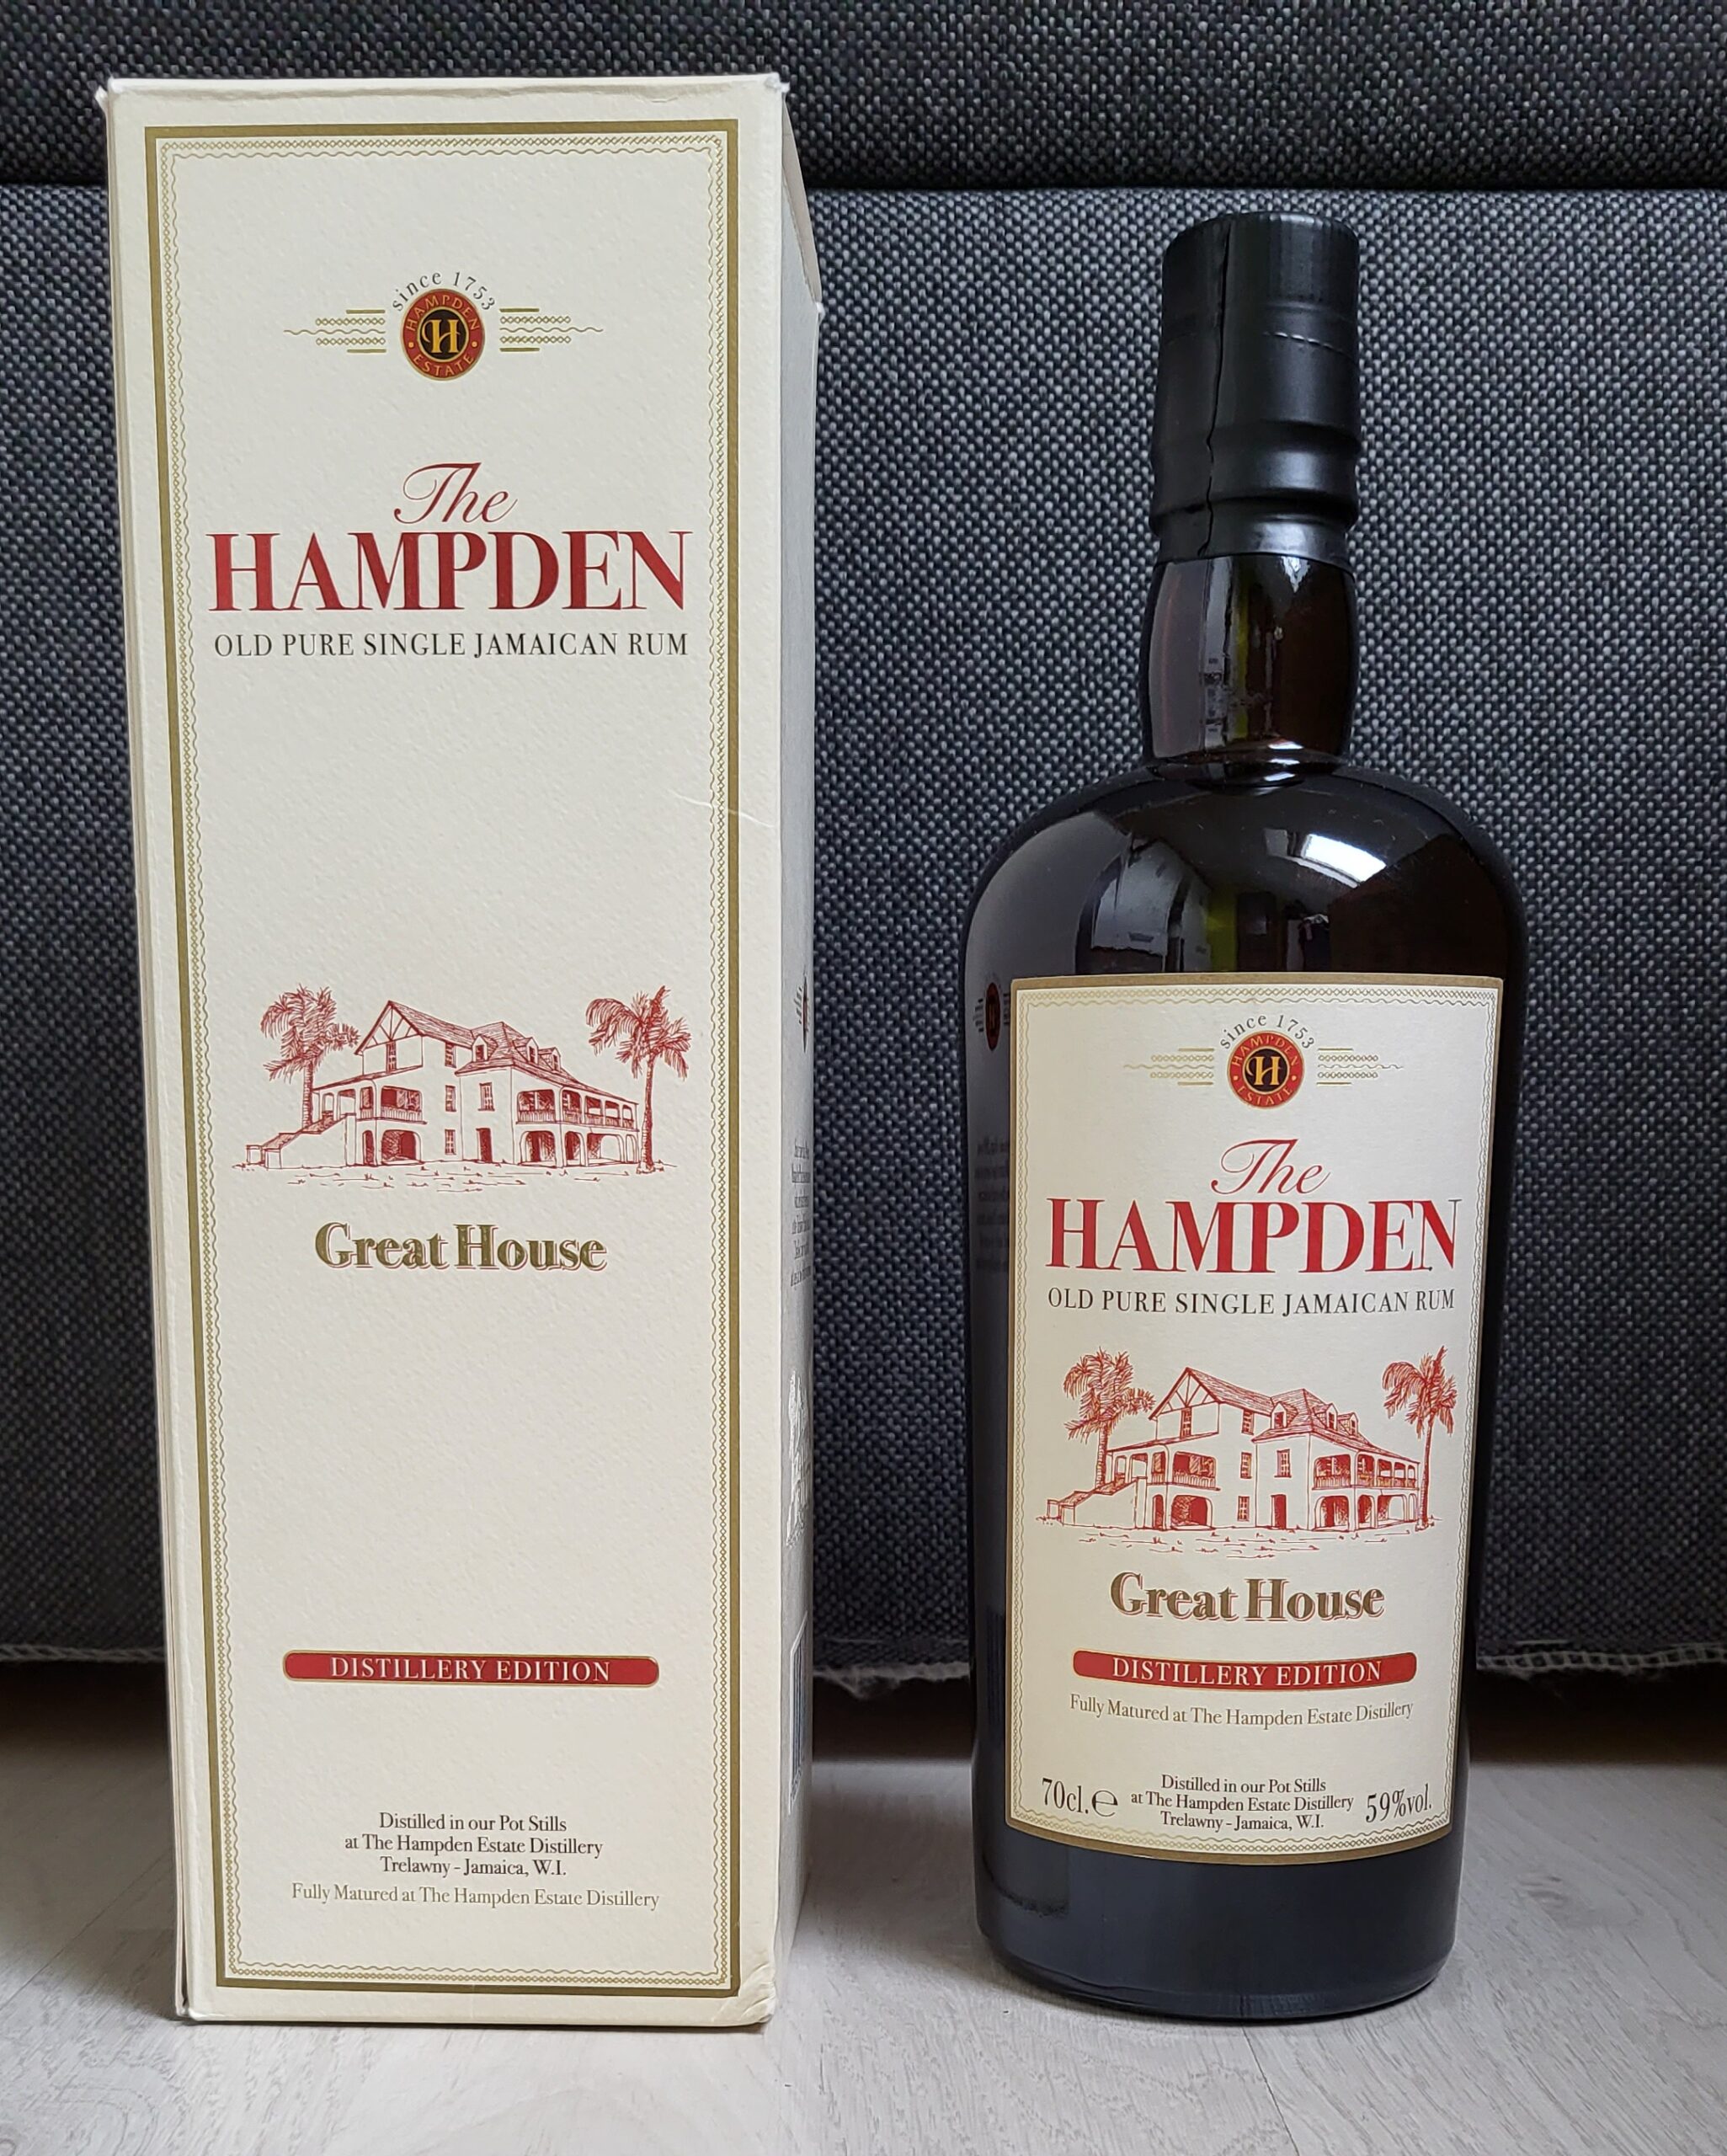 since 1753
HAMPDEN
H
ESTATE
The
HAMPDEN
OLD PURE SINGLE JAMAICAN RUM
Great House
DISTILLERY EDITION
Distilled in our Pot Stills
at The Hampden Estate Distillery
Trelawny - Jamaica, W.I.
Fully Matured at The Hampden Estate Distillery
since 1753
HAMPDEN
H
ESTATE
The
HAMPDEN
OLD PURE SINGLE JAMAICAN RUM
Great House
DISTILLERY EDITION
Fully Matured at The Hampden Estate Distillery
70cl.e
Distilled in our Pot Stills
at The Hampden Estate Distillery
Trelawny - Jamaica, W.I.
59%vol.